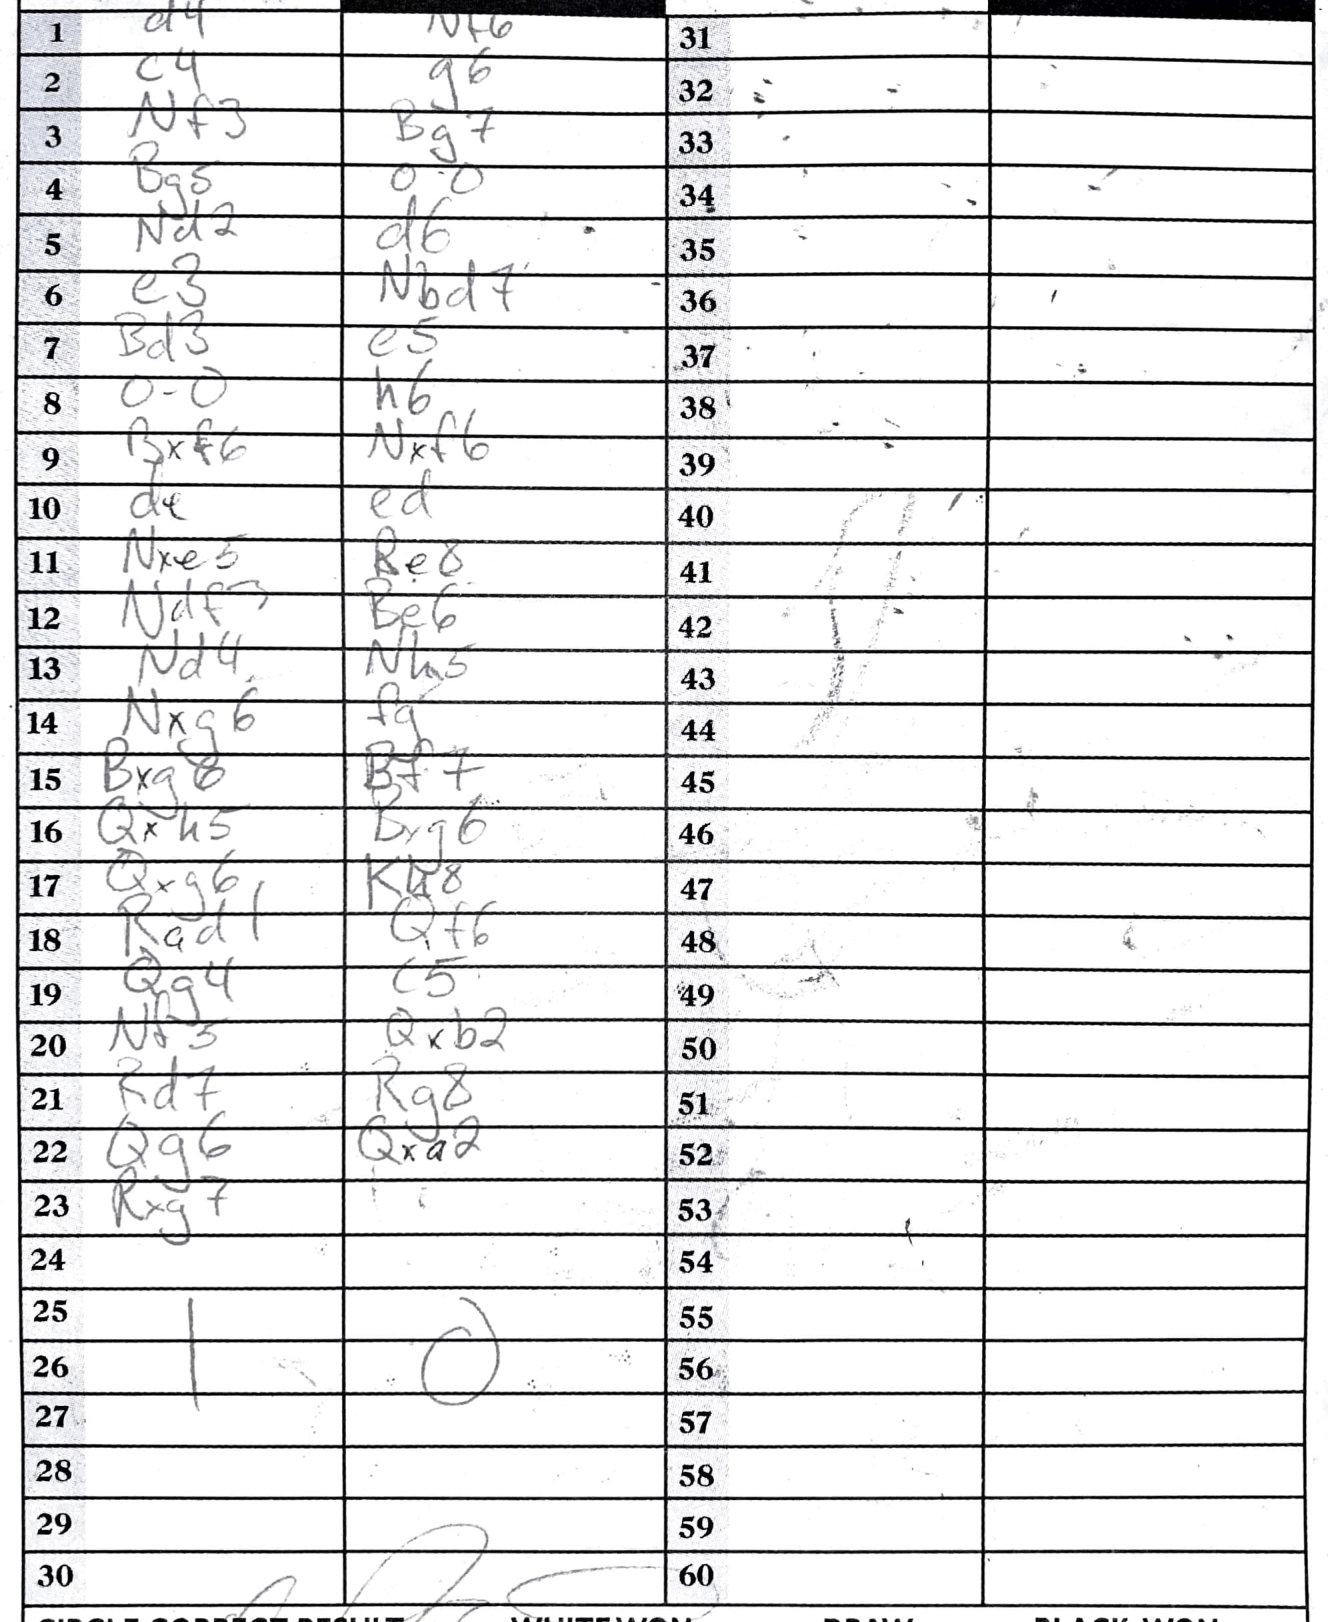 1 d4 Nf6 31
2 c4 g6 32
3 Nf3 Bg7 33
4 Bg5 0-0 34
5 Nd2 d6 35
6 e3 Nbd7 36
7 Bd3 e5 37
8 0-0 h6 38
9 Bxf6 Nxf6 39
10 de ed 40
11 Nxe5 Re8 41
12 Ndf3 Be6 42
13 Nd4 Nh5 43
14 Nxg6 fg 44
15 Bxg6 Bf7 45
16 Qxh5 Bxg6 46
17 Qxg6 Kh8 47
18 Rad1 Qf6 48
19 Qg4 c5 49
20 Nf5 Qxb2 50
21 Rd7 Rg8 51
22 Qg6 Qxa2 52
23 Rxg7 53
24 54
25 55
26 1 0 56
27 57
28 58
29 59
30 60
CIRCLE CORRECT RESULT WHITE WON DRAW BLACK WON